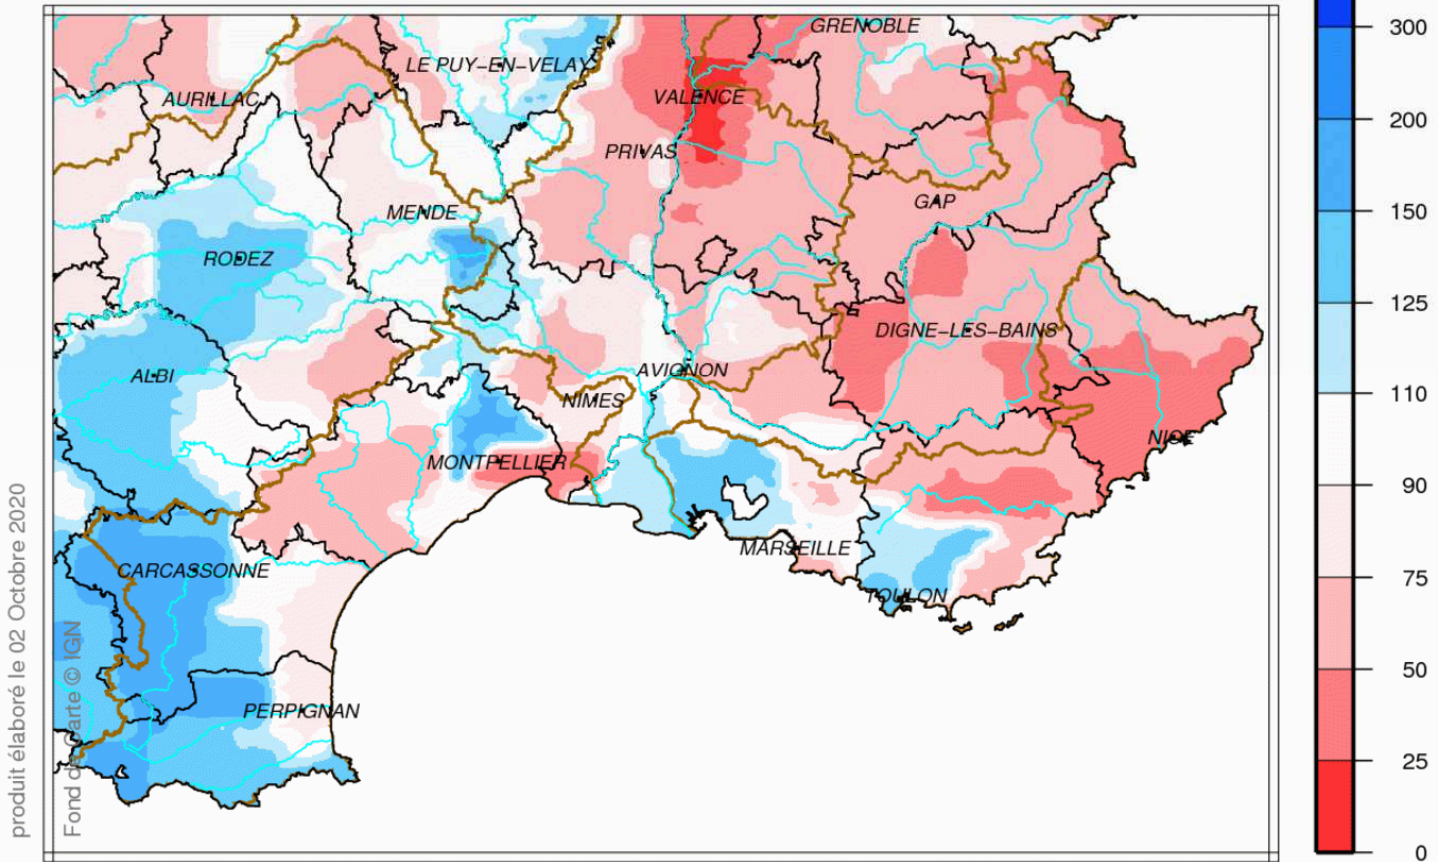 GRENOBLE
LE PUY-EN-VELAY
AURILLAC
VALENCE
PRIVAS
GAP
MENDE
RODEZ
DIGNE-LES-BAINS
ALBI
AVIGNON
NIMES
NICE
MONTPELLIER
MARSEILLE
CARCASSONNE
TOULON
PERPIGNAN
produit élaboré le 02 Octobre 2020
Fond de carte © IGN
300
200
150
125
110
90
75
50
25
0